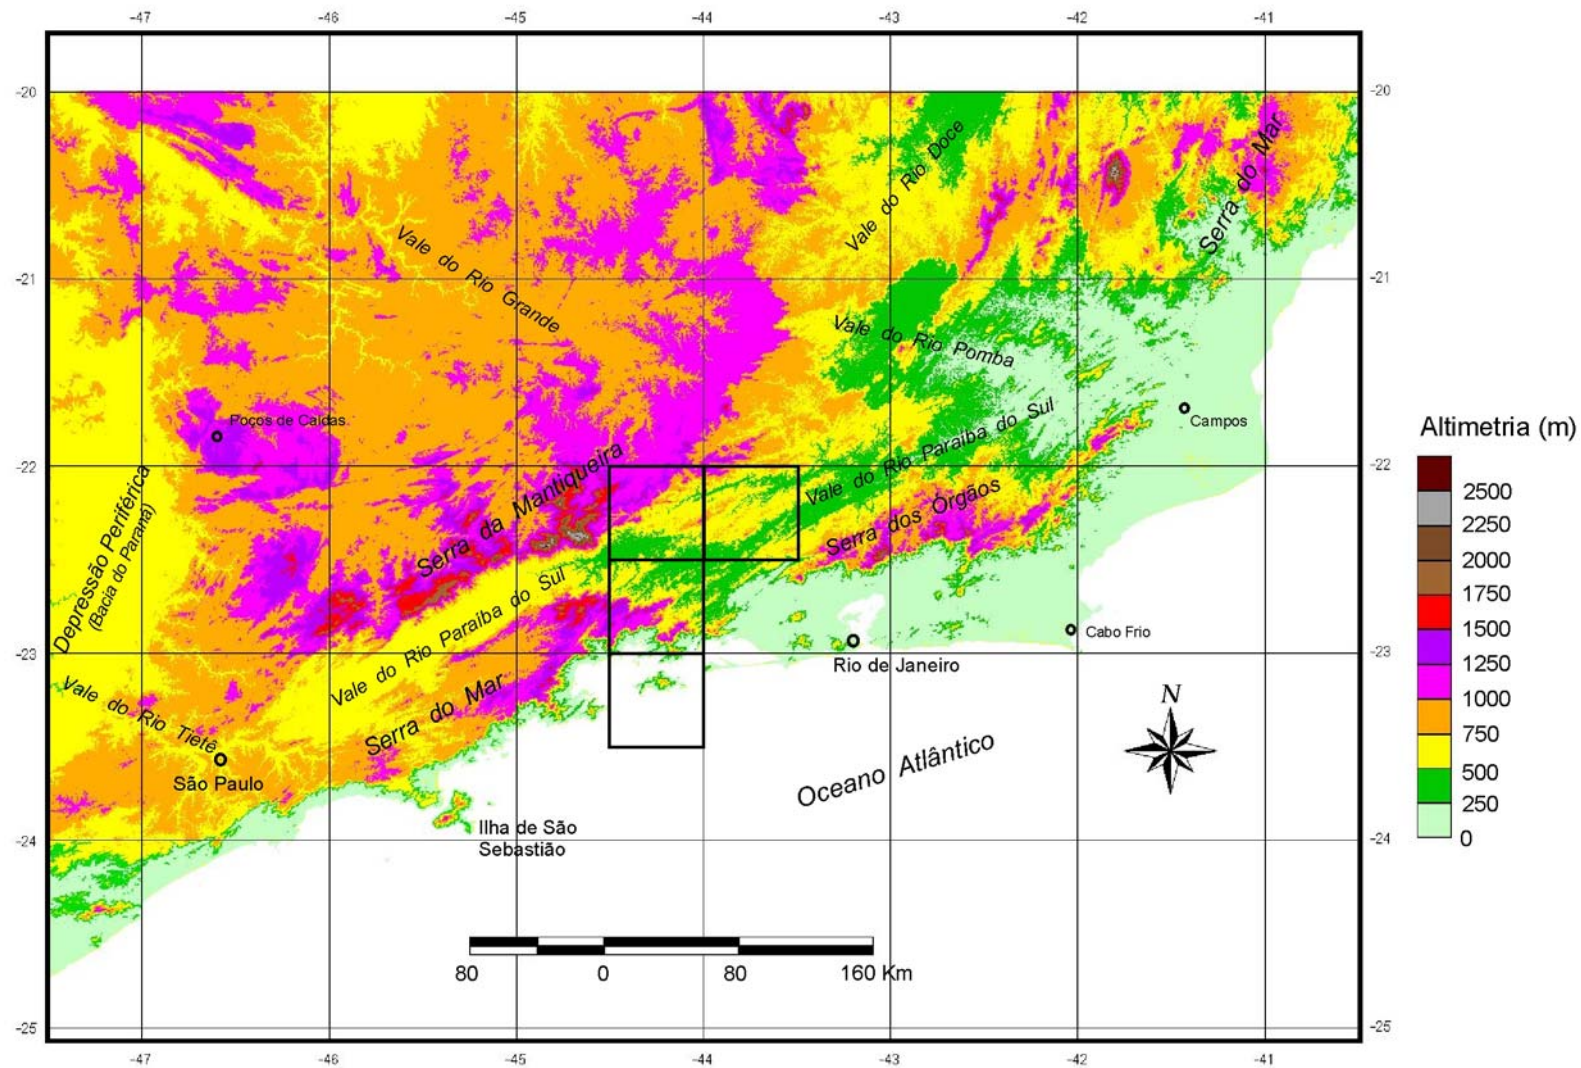 -47 -46 -45 -44 -43 -42 -41
-20
-20
Vale do Rio Doce
Serra do Mar
Vale do Rio Grande
-21
-21
Vale do Rio Pomba
Poços de Caldas
Vale do Rio Paraíba do Sul
Campos
Altimetria (m)
-22
-22
2500
2250
2000
1750
1500
1250
1000
750
500
250
0
Depressão Periférica
(Bacia do Paraná)
Serra da Mantiqueira
Serra dos Órgãos
Vale do Rio Paraíba do Sul
Cabo Frio
Rio de Janeiro
-23
-23
Vale do Rio Tietê
Serra do Mar
N
São Paulo
Oceano Atlântico
Ilha de São
Sebastião
-24
-24
80 0 80 160 Km
-25
-25
-47 -46 -45 -44 -43 -42 -41